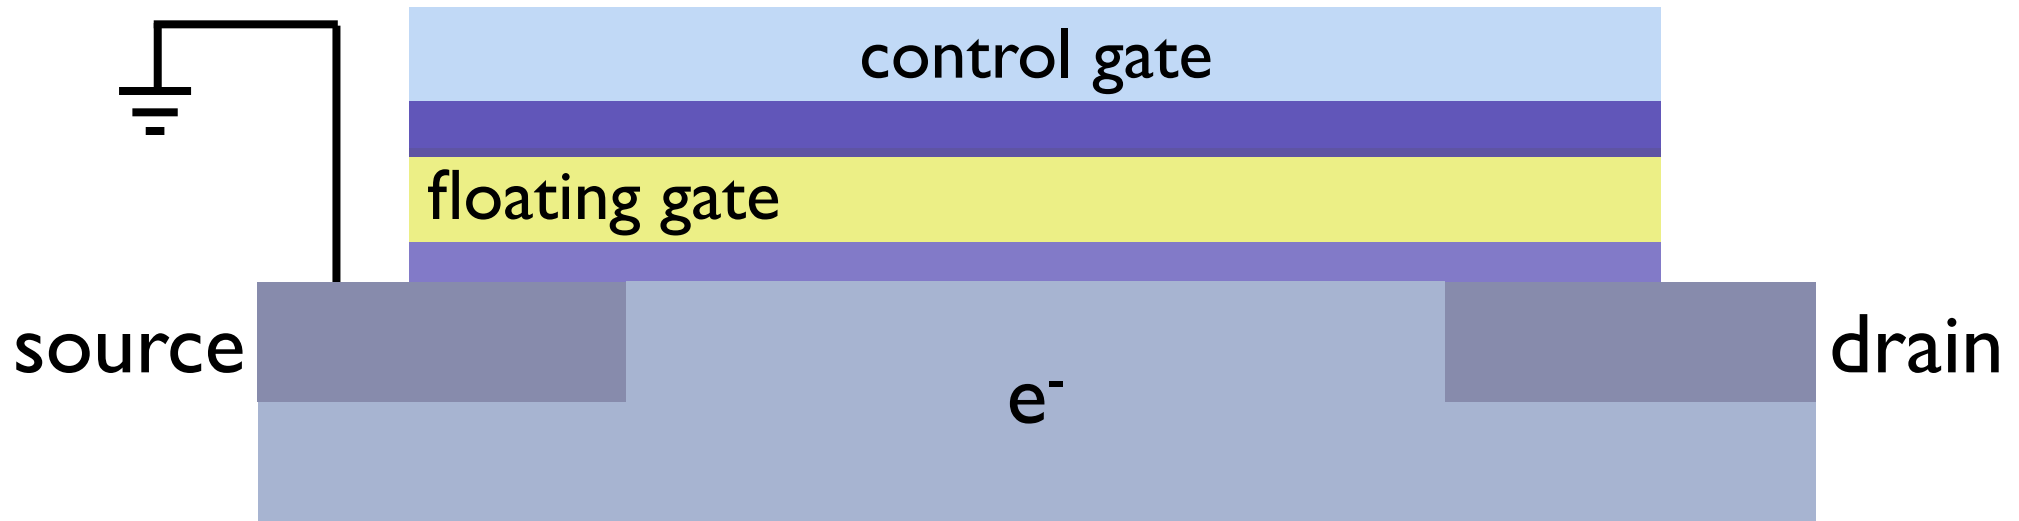 control gate
floating gate
source
drain
e-